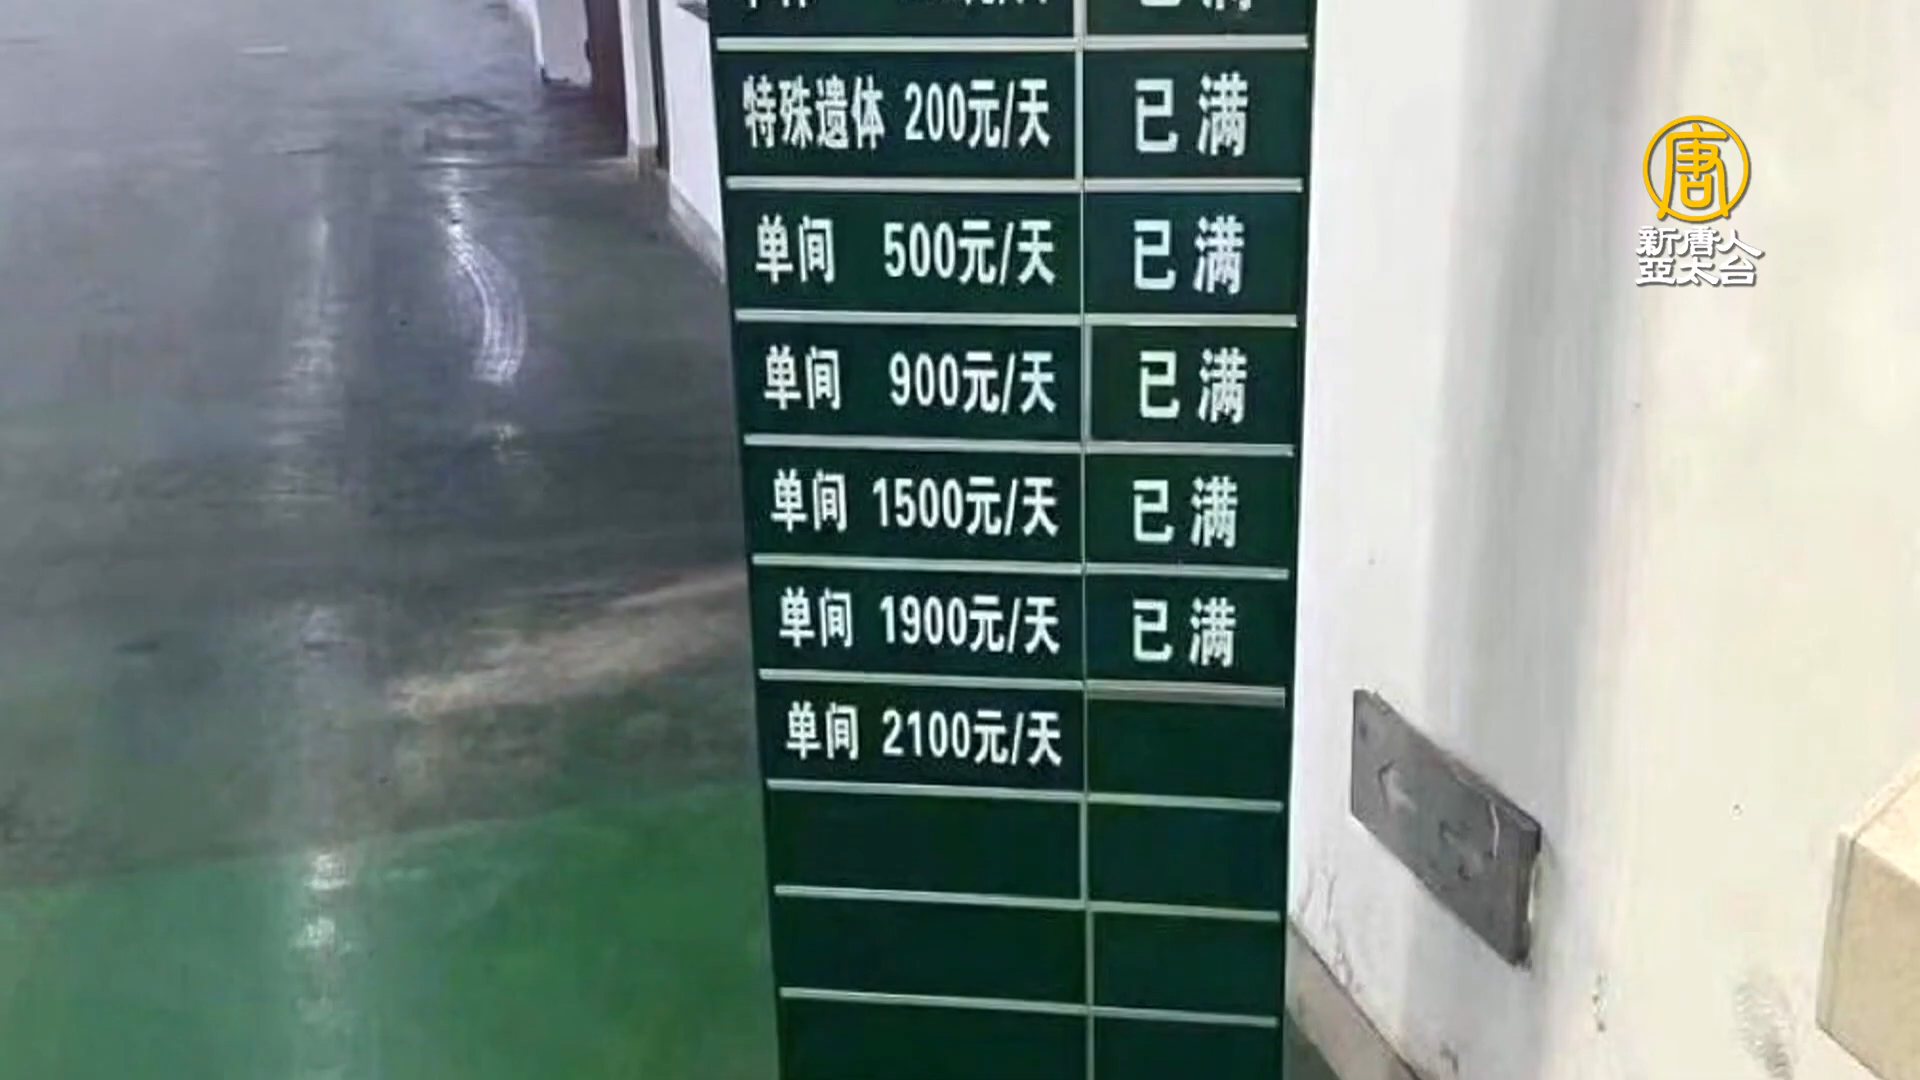 特殊遗体 200元/天 已满
单间 500元/天 已满
单间 900元/天 已满
单间 1500元/天 已满
单间 1900元/天 已满
单间 2100元/天
唐
新唐人
亞太台